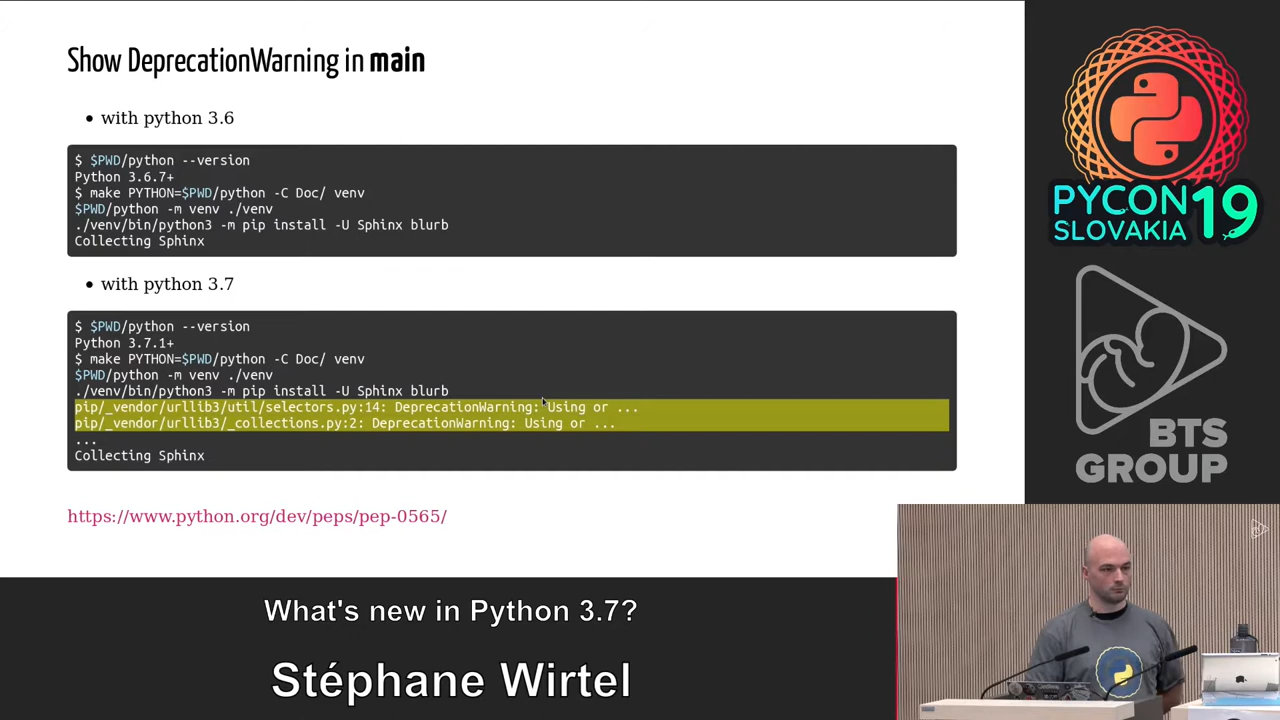 Show DeprecationWarning in main
• with python 3.6
$ $PWD/python --version
Python 3.6.7+
$ make PYTHON=$PWD/python -C Doc/ venv
$PWD/python -m venv ./venv
./venv/bin/python3 -m pip install -U Sphinx blurb
Collecting Sphinx
• with python 3.7
$ $PWD/python --version
Python 3.7.1+
$ make PYTHON=$PWD/python -C Doc/ venv
$PWD/python -m venv ./venv
./venv/bin/python3 -m pip install -U Sphinx blurb
pip/_vendor/urllib3/util/selectors.py:14: DeprecationWarning: Using or ...
pip/_vendor/urllib3/_collections.py:2: DeprecationWarning: Using or ...
...
Collecting Sphinx
https://www.python.org/dev/peps/pep-0565/
PYCON
SLOVAKIA 19
BTS
GROUP
What's new in Python 3.7?
Stéphane Wirtel